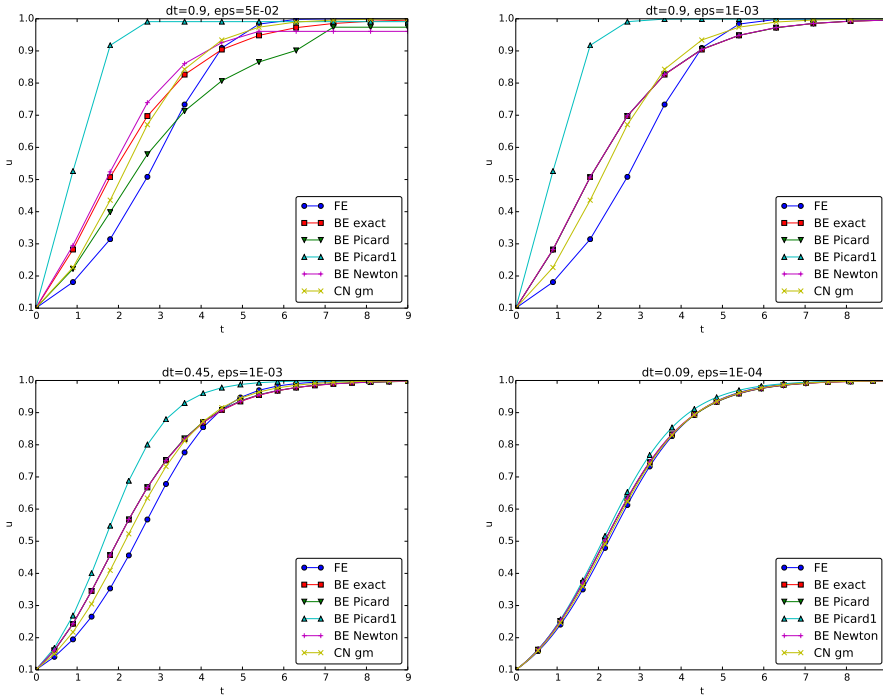 dt=0.9, eps=5E-02
1.0
0.9
0.8
0.7
0.6
0.5
0.4
0.3
0.2
0.1
u
0 1 2 3 4 5 6 7 8 9
t
FE
BE exact
BE Picard
BE Picard1
BE Newton
CN gm
dt=0.9, eps=1E-03
1.0
0.9
0.8
0.7
0.6
0.5
0.4
0.3
0.2
0.1
u
0 1 2 3 4 5 6 7 8
t
FE
BE exact
BE Picard
BE Picard1
BE Newton
CN gm
dt=0.45, eps=1E-03
1.0
0.9
0.8
0.7
0.6
0.5
0.4
0.3
0.2
0.1
u
0 1 2 3 4 5 6 7 8 9
t
FE
BE exact
BE Picard
BE Picard1
BE Newton
CN gm
dt=0.09, eps=1E-04
1.0
0.9
0.8
0.7
0.6
0.5
0.4
0.3
0.2
0.1
u
0 1 2 3 4 5 6 7 8
t
FE
BE exact
BE Picard
BE Picard1
BE Newton
CN gm